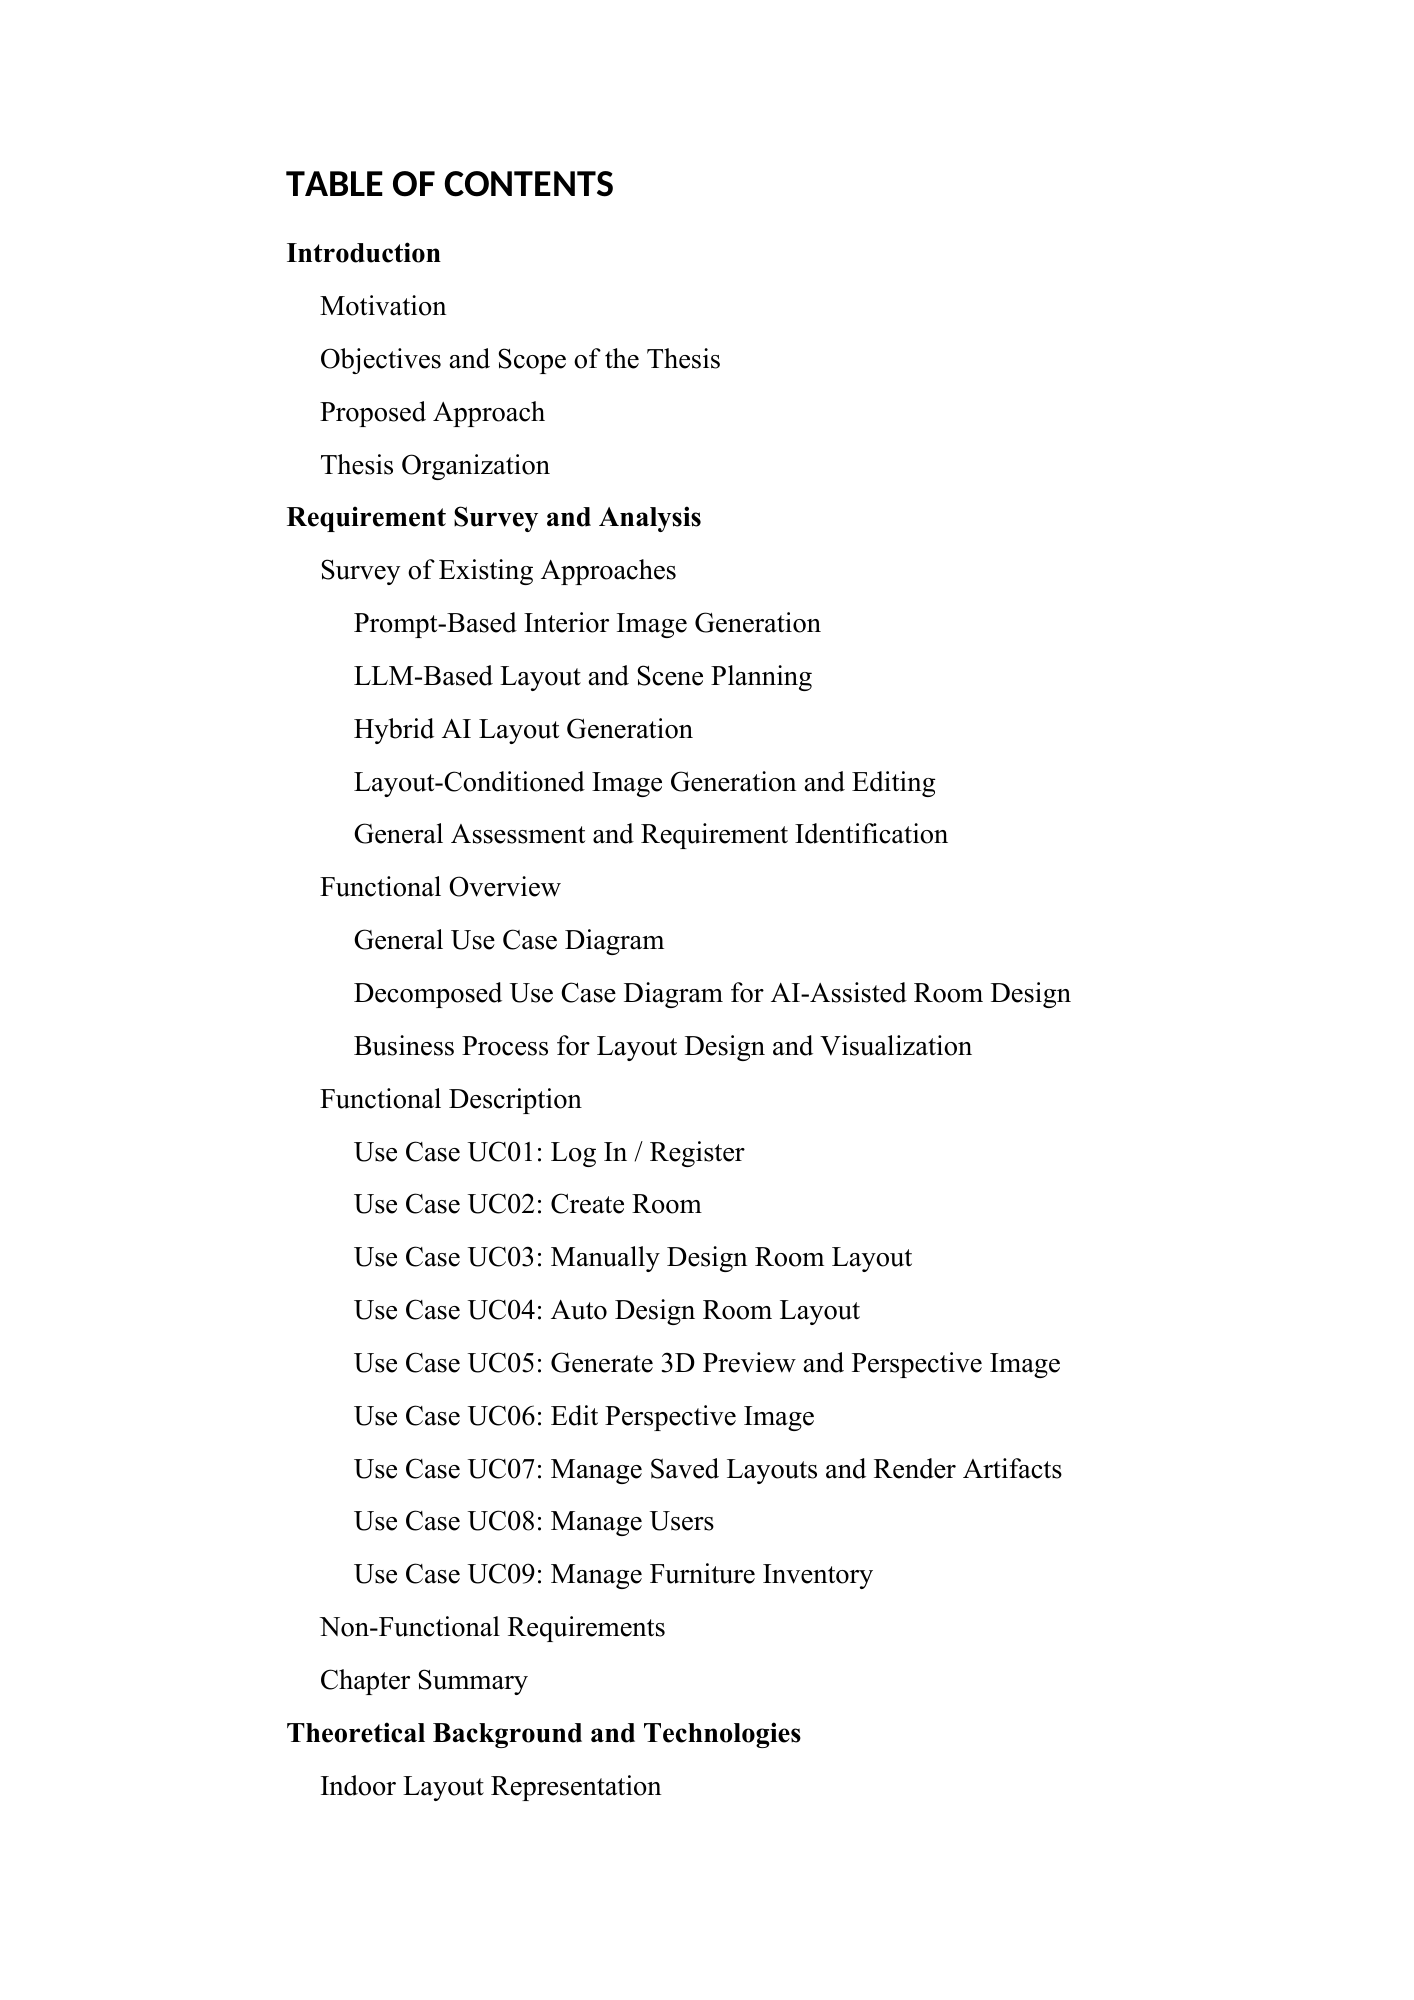 TABLE OF CONTENTS
Introduction
Motivation
Objectives and Scope of the Thesis
Proposed Approach
Thesis Organization
Requirement Survey and Analysis
Survey of Existing Approaches
Prompt-Based Interior Image Generation
LLM-Based Layout and Scene Planning
Hybrid AI Layout Generation
Layout-Conditioned Image Generation and Editing
General Assessment and Requirement Identification
Functional Overview
General Use Case Diagram
Decomposed Use Case Diagram for AI-Assisted Room Design
Business Process for Layout Design and Visualization
Functional Description
Use Case UC01: Log In / Register
Use Case UC02: Create Room
Use Case UC03: Manually Design Room Layout
Use Case UC04: Auto Design Room Layout
Use Case UC05: Generate 3D Preview and Perspective Image
Use Case UC06: Edit Perspective Image
Use Case UC07: Manage Saved Layouts and Render Artifacts
Use Case UC08: Manage Users
Use Case UC09: Manage Furniture Inventory
Non-Functional Requirements
Chapter Summary
Theoretical Background and Technologies
Indoor Layout Representation